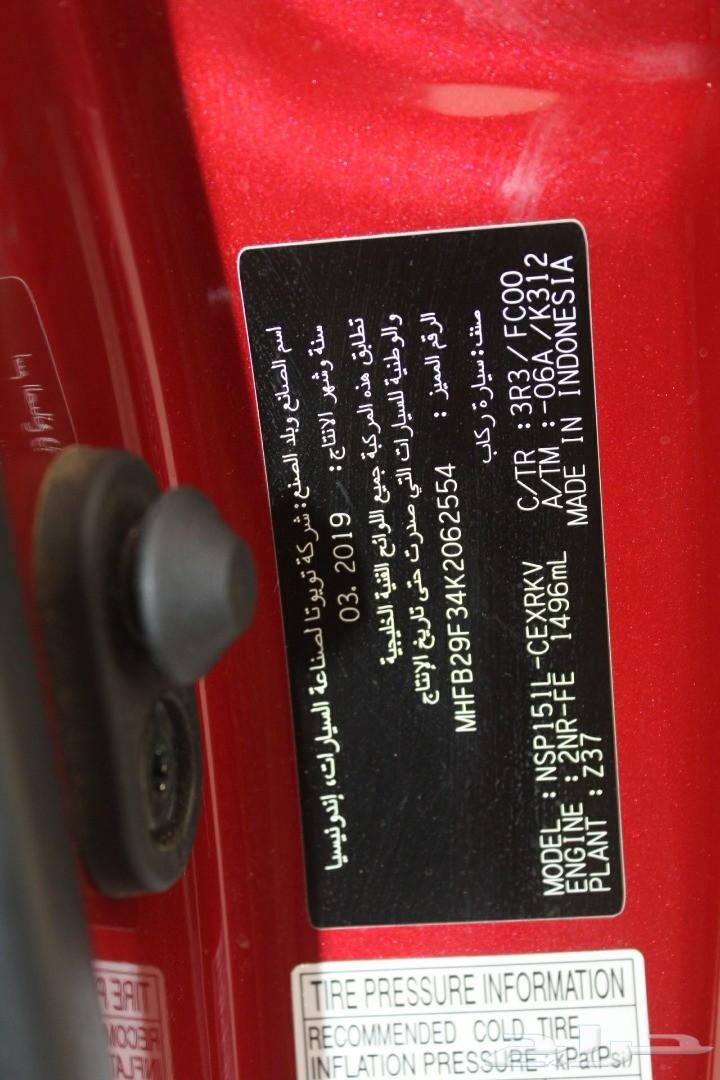 اسم الصانع وبلد الصنع: شركة تويوتا لصناعة السيارات، إندونيسيا
سنة وشهر الانتاج: 03. 2019
تطابق هذه المركبة جميع اللوائح الفنية الخليجية
والوطنية للسيارات التي صدرت حتى تاريخ الإنتاج
الرقم المميز : MHFB29F34K2062554
صنف: سيارة ركاب
MODEL : NSP151L-CEXRKV C/TR : 3R3 / FC00
ENGINE : 2NR-FE 1496mL A/TM : -06A /K312
PLANT : Z37 MADE IN INDONESIA
TIRE PRESSURE INFORMATION
RECOMMENDED COLD TIRE
INFLATION PRESSURE : kPa(Psi)
حراج